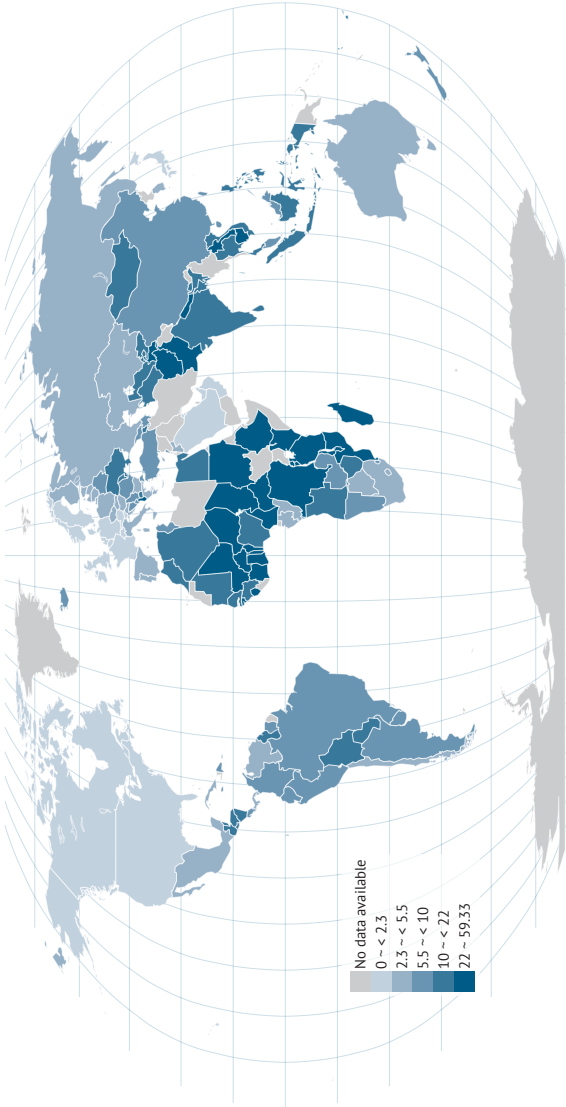 No data available
0 ~ < 2.3
2.3 ~ < 5.5
5.5 ~ < 10
10 ~ < 22
22 ~ 59.33